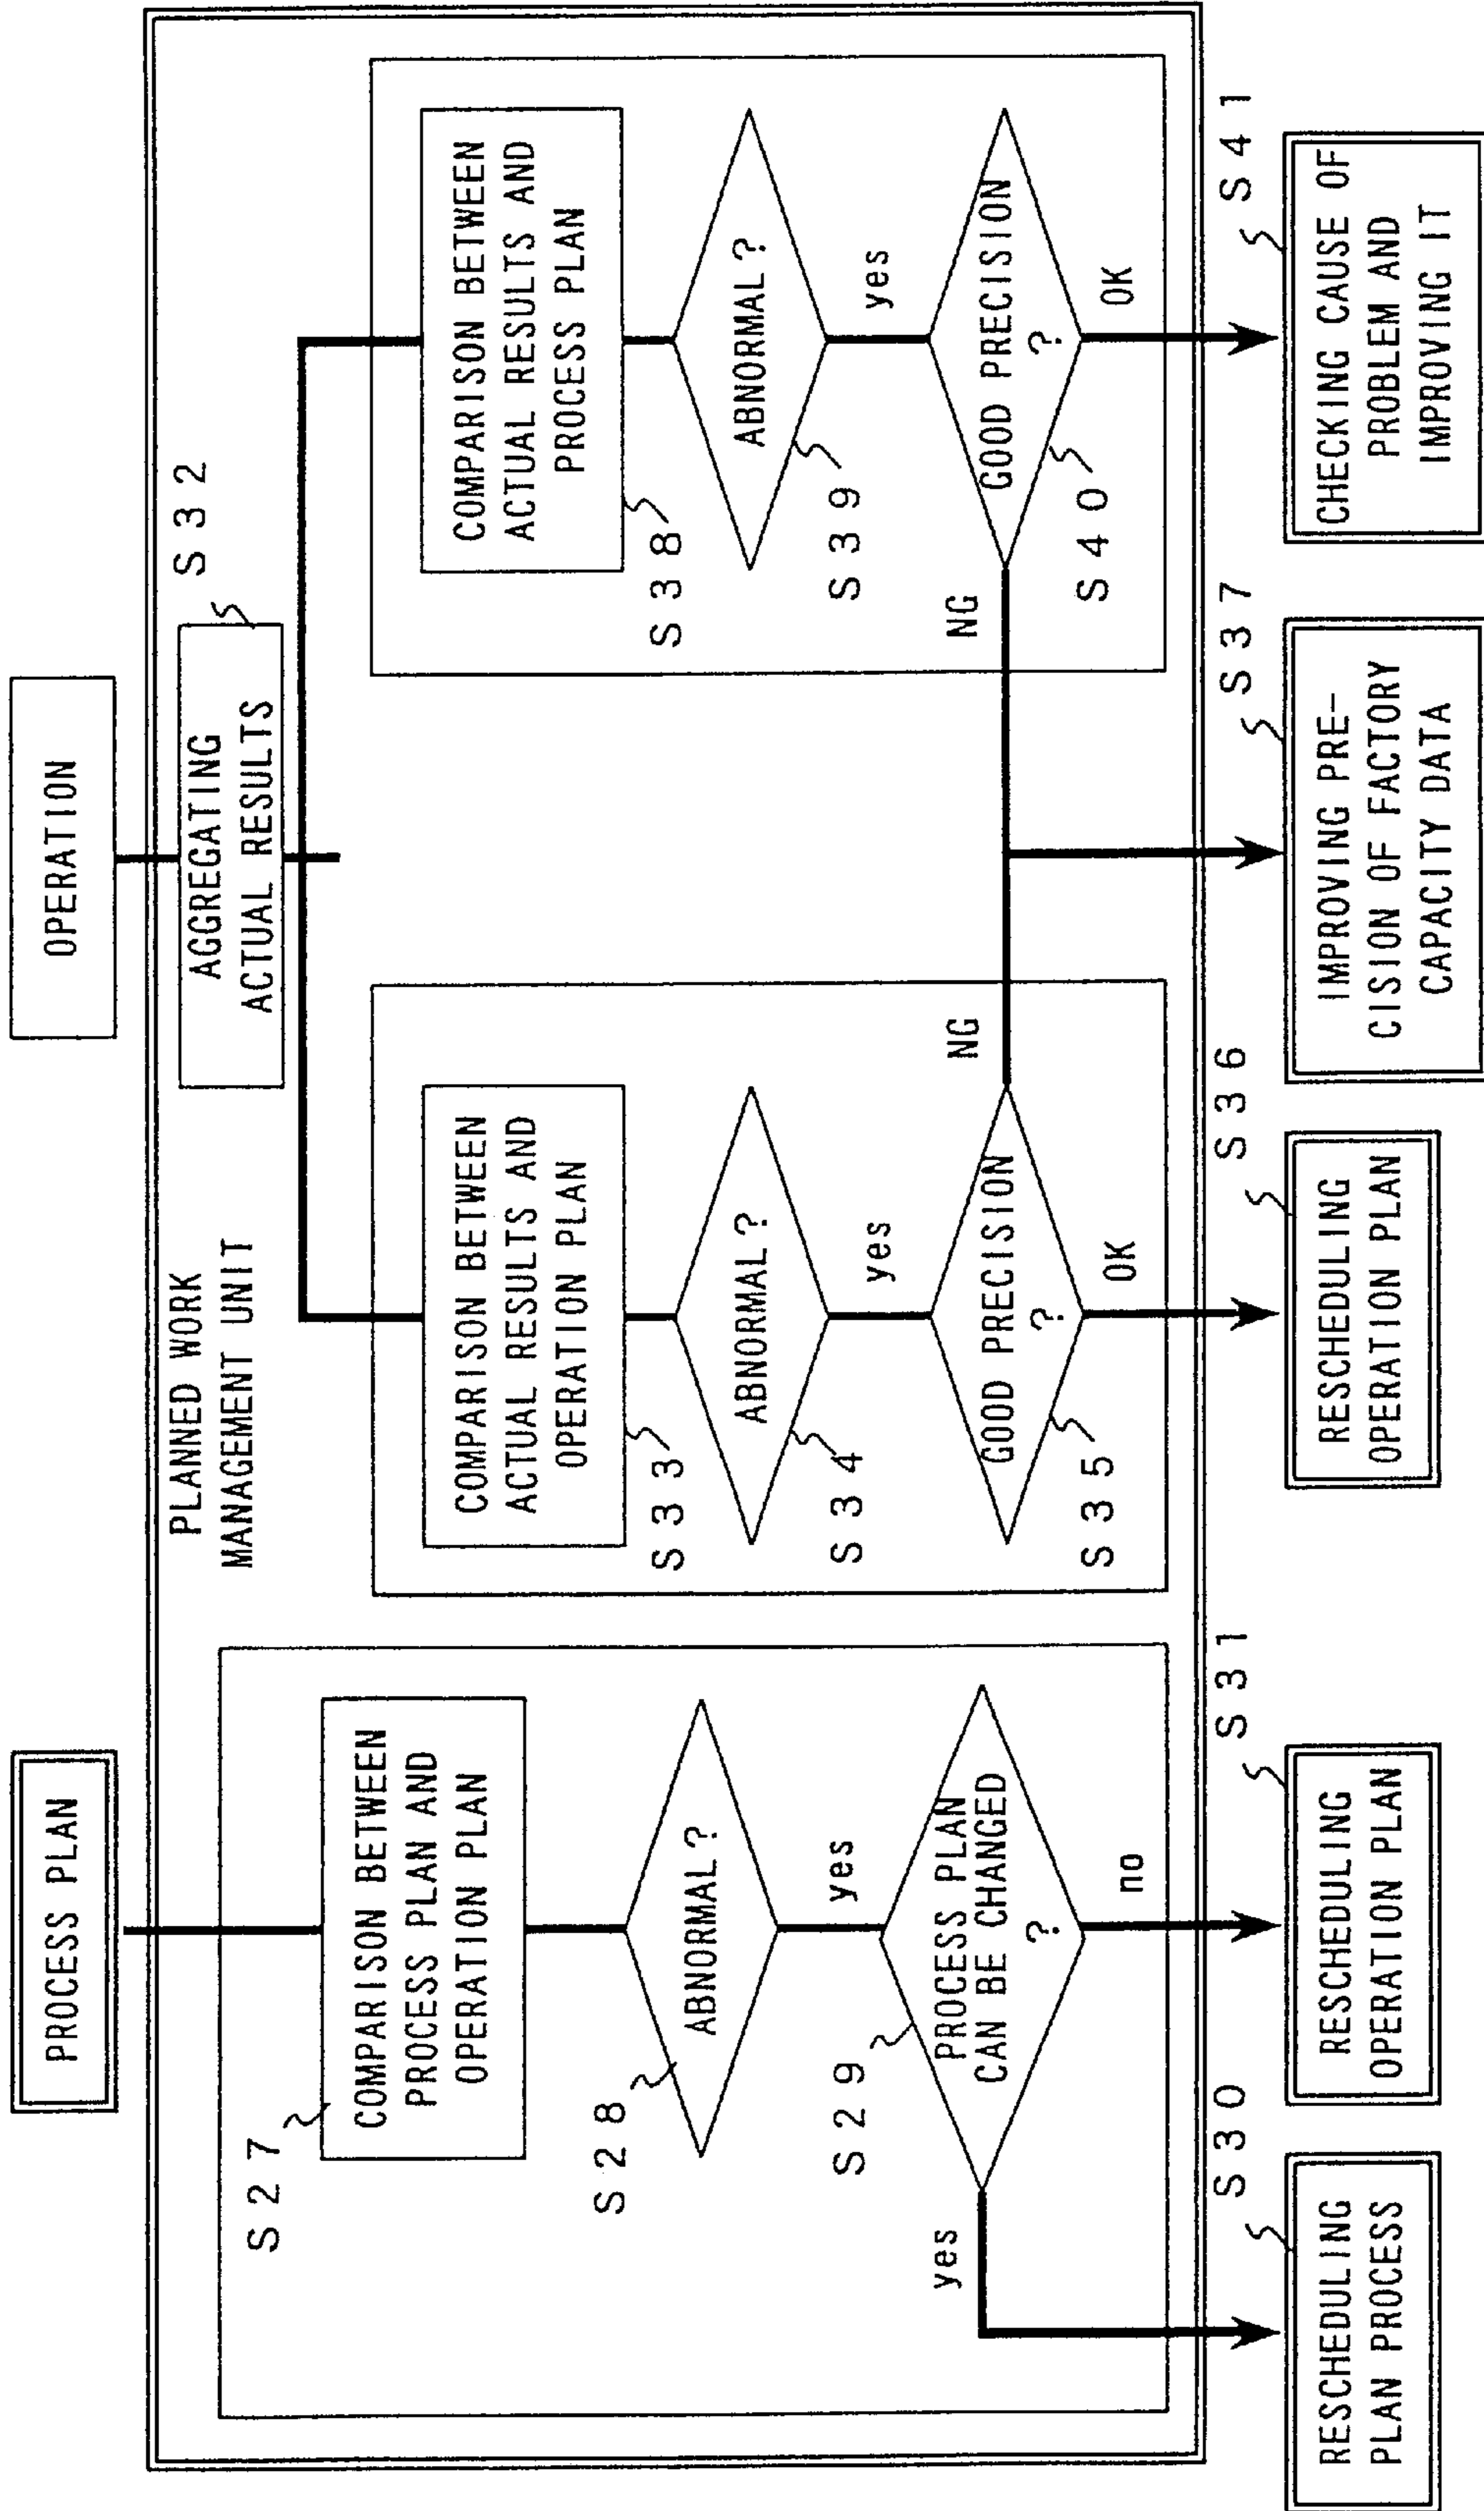 PROCESS PLAN
OPERATION
PLANNED WORK
MANAGEMENT UNIT
AGGREGATING
ACTUAL RESULTS
S32
S27
COMPARISON BETWEEN
PROCESS PLAN AND
OPERATION PLAN
S28
ABNORMAL?
yes
S29
PROCESS PLAN
CAN BE CHANGED
?
yes
no
S30
RESCHEDULING
PLAN PROCESS
S31
RESCHEDULING
OPERATION PLAN
COMPARISON BETWEEN
ACTUAL RESULTS AND
OPERATION PLAN
S33
ABNORMAL?
S34
yes
GOOD PRECISION
?
S35
NG
OK
S36
RESCHEDULING
OPERATION PLAN
S37
IMPROVING PRE-
CISION OF FACTORY
CAPACITY DATA
COMPARISON BETWEEN
ACTUAL RESULTS AND
PROCESS PLAN
S38
ABNORMAL?
S39
yes
GOOD PRECISION
?
S40
NG
OK
S41
CHECKING CAUSE OF
PROBLEM AND
IMPROVING IT